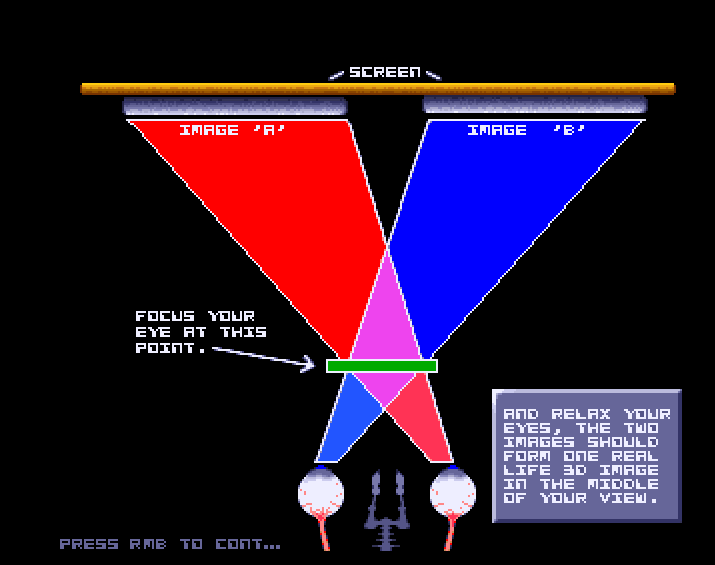 SCREEN
IMAGE 'A'
IMAGE 'B'
FOCUS YOUR
EYE AT THIS
POINT.
AND RELAX YOUR
EYES, THE TWO
IMAGES SHOULD
FORM ONE REAL
LIFE 3D IMAGE
IN THE MIDDLE
OF YOUR VIEW.
PRESS RMB TO CONT...